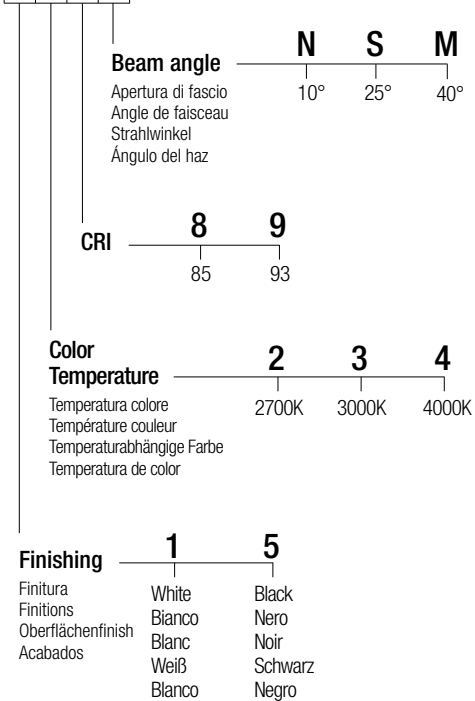 N S M
Beam angle
10° 25° 40°
Apertura di fascio
Angle de faisceau
Strahlwinkel
Ángulo del haz
8 9
CRI
85 93
Color
Temperature
2 3 4
2700K 3000K 4000K
Temperatura colore
Température couleur
Temperaturabhängige Farbe
Temperatura de color
1 5
Finishing
Finitura
Finitions
Oberflächenfinish
Acabados
White Black
Bianco Nero
Blanc Noir
Weiß Schwarz
Blanco Negro